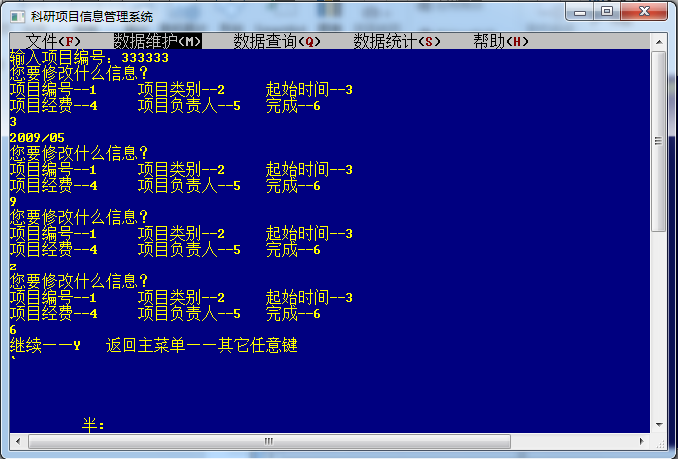 科研项目信息管理系统
文件(F) 数据维护(M) 数据查询(Q) 数据统计(S) 帮助(H)
输入项目编号: 333333
您要修改什么信息?
项目编号--1 项目类别--2 起始时间--3
项目经费--4 项目负责人--5 完成--6
3
2009/05
您要修改什么信息?
项目编号--1 项目类别--2 起始时间--3
项目经费--4 项目负责人--5 完成--6
9
您要修改什么信息?
项目编号--1 项目类别--2 起始时间--3
项目经费--4 项目负责人--5 完成--6
z
您要修改什么信息?
项目编号--1 项目类别--2 起始时间--3
项目经费--4 项目负责人--5 完成--6
6
继续——Y 返回主菜单——其它任意键
`
半: